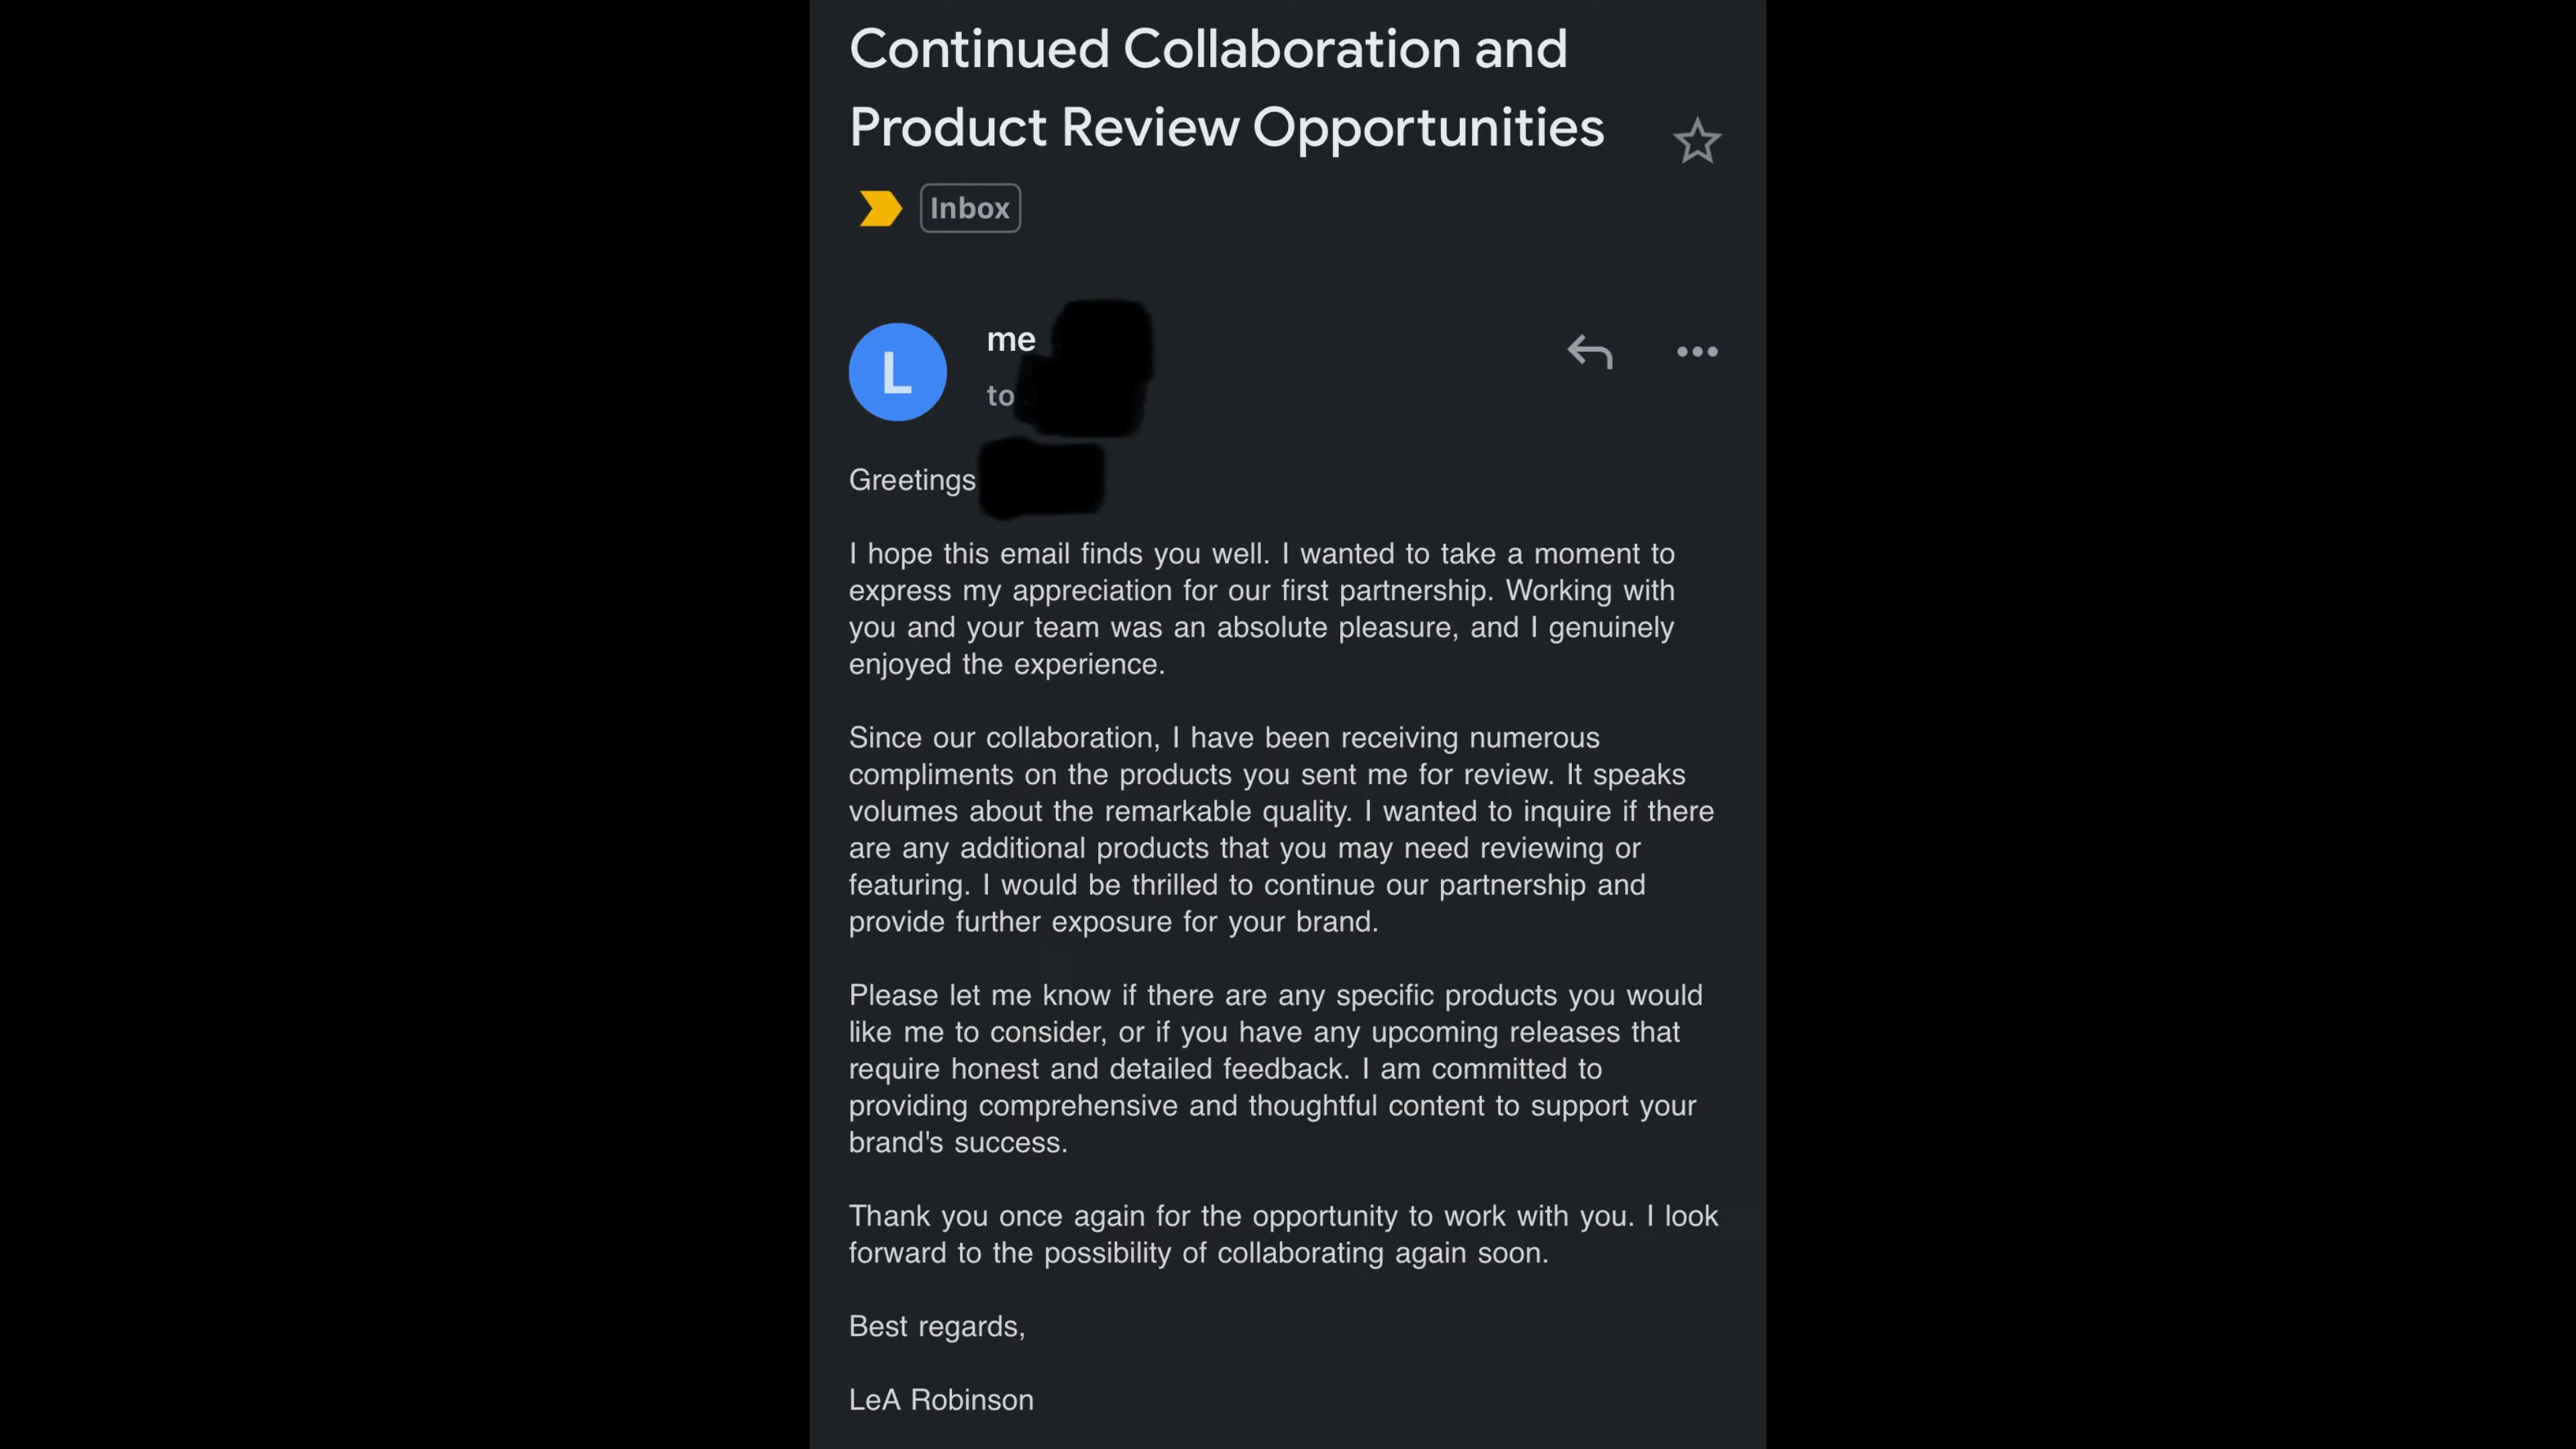 Continued Collaboration and
Product Review Opportunities
Inbox
L
me
to
Greetings
I hope this email finds you well. I wanted to take a moment to
express my appreciation for our first partnership. Working with
you and your team was an absolute pleasure, and I genuinely
enjoyed the experience.
Since our collaboration, I have been receiving numerous
compliments on the products you sent me for review. It speaks
volumes about the remarkable quality. I wanted to inquire if there
are any additional products that you may need reviewing or
featuring. I would be thrilled to continue our partnership and
provide further exposure for your brand.
Please let me know if there are any specific products you would
like me to consider, or if you have any upcoming releases that
require honest and detailed feedback. I am committed to
providing comprehensive and thoughtful content to support your
brand's success.
Thank you once again for the opportunity to work with you. I look
forward to the possibility of collaborating again soon.
Best regards,
LeA Robinson